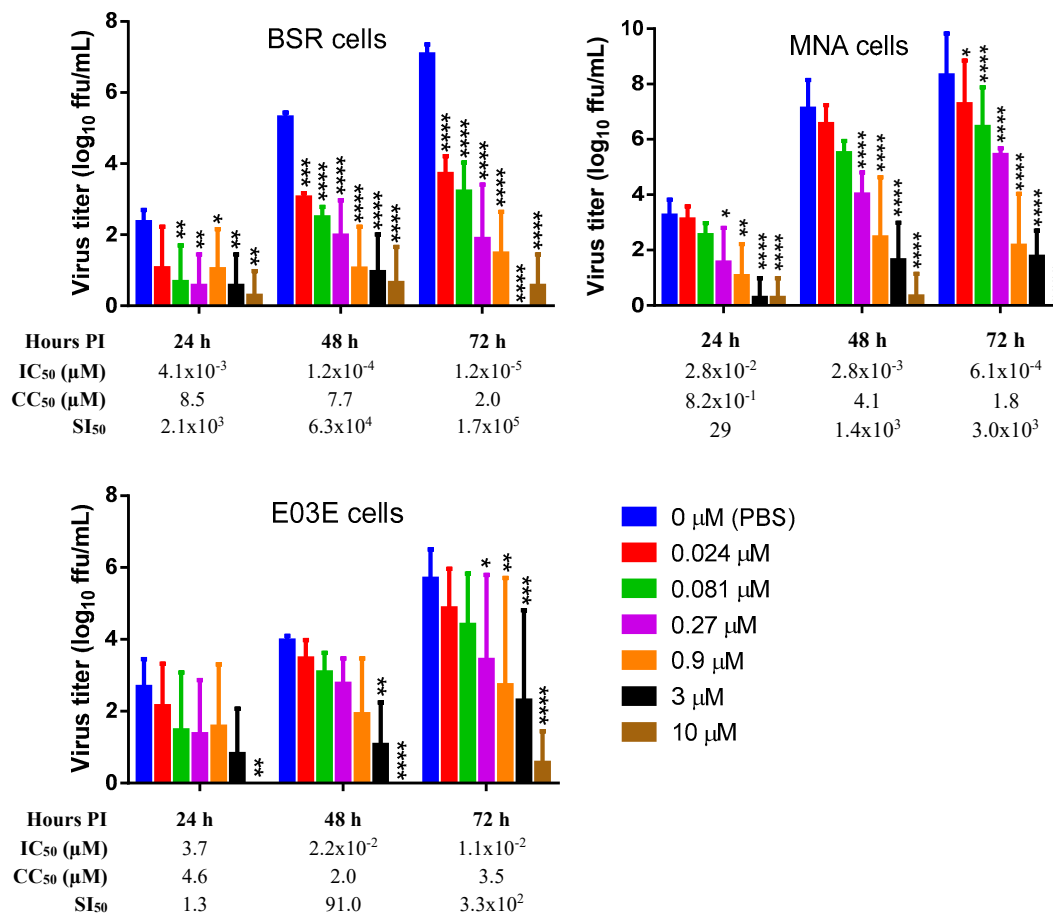 BSR cells
Virus titer (log₁₀ ffu/mL)
8
6
4
2
0
** ** * ** **
*** **** **** **** **** ****
**** **** **** **** **** ****
Hours PI 24 h 48 h 72 h
IC₅₀ (µM) 4.1x10⁻³ 1.2x10⁻⁴ 1.2x10⁻⁵
CC₅₀ (µM) 8.5 7.7 2.0
SI₅₀ 2.1x10³ 6.3x10⁴ 1.7x10⁵
MNA cells
Virus titer (log₁₀ ffu/mL)
10
8
6
4
2
0
* ** **** ****
**** **** **** ****
* **** **** **** ****
24 h 48 h 72 h
2.8x10⁻² 2.8x10⁻³ 6.1x10⁻⁴
8.2x10⁻¹ 4.1 1.8
29 1.4x10³ 3.0x10³
E03E cells
Virus titer (log₁₀ ffu/mL)
8
6
4
2
0
**
** ****
* ** *** ****
Hours PI 24 h 48 h 72 h
IC₅₀ (µM) 3.7 2.2x10⁻² 1.1x10⁻²
CC₅₀ (µM) 4.6 2.0 3.5
SI₅₀ 1.3 91.0 3.3x10²
0 µM (PBS)
0.024 µM
0.081 µM
0.27 µM
0.9 µM
3 µM
10 µM